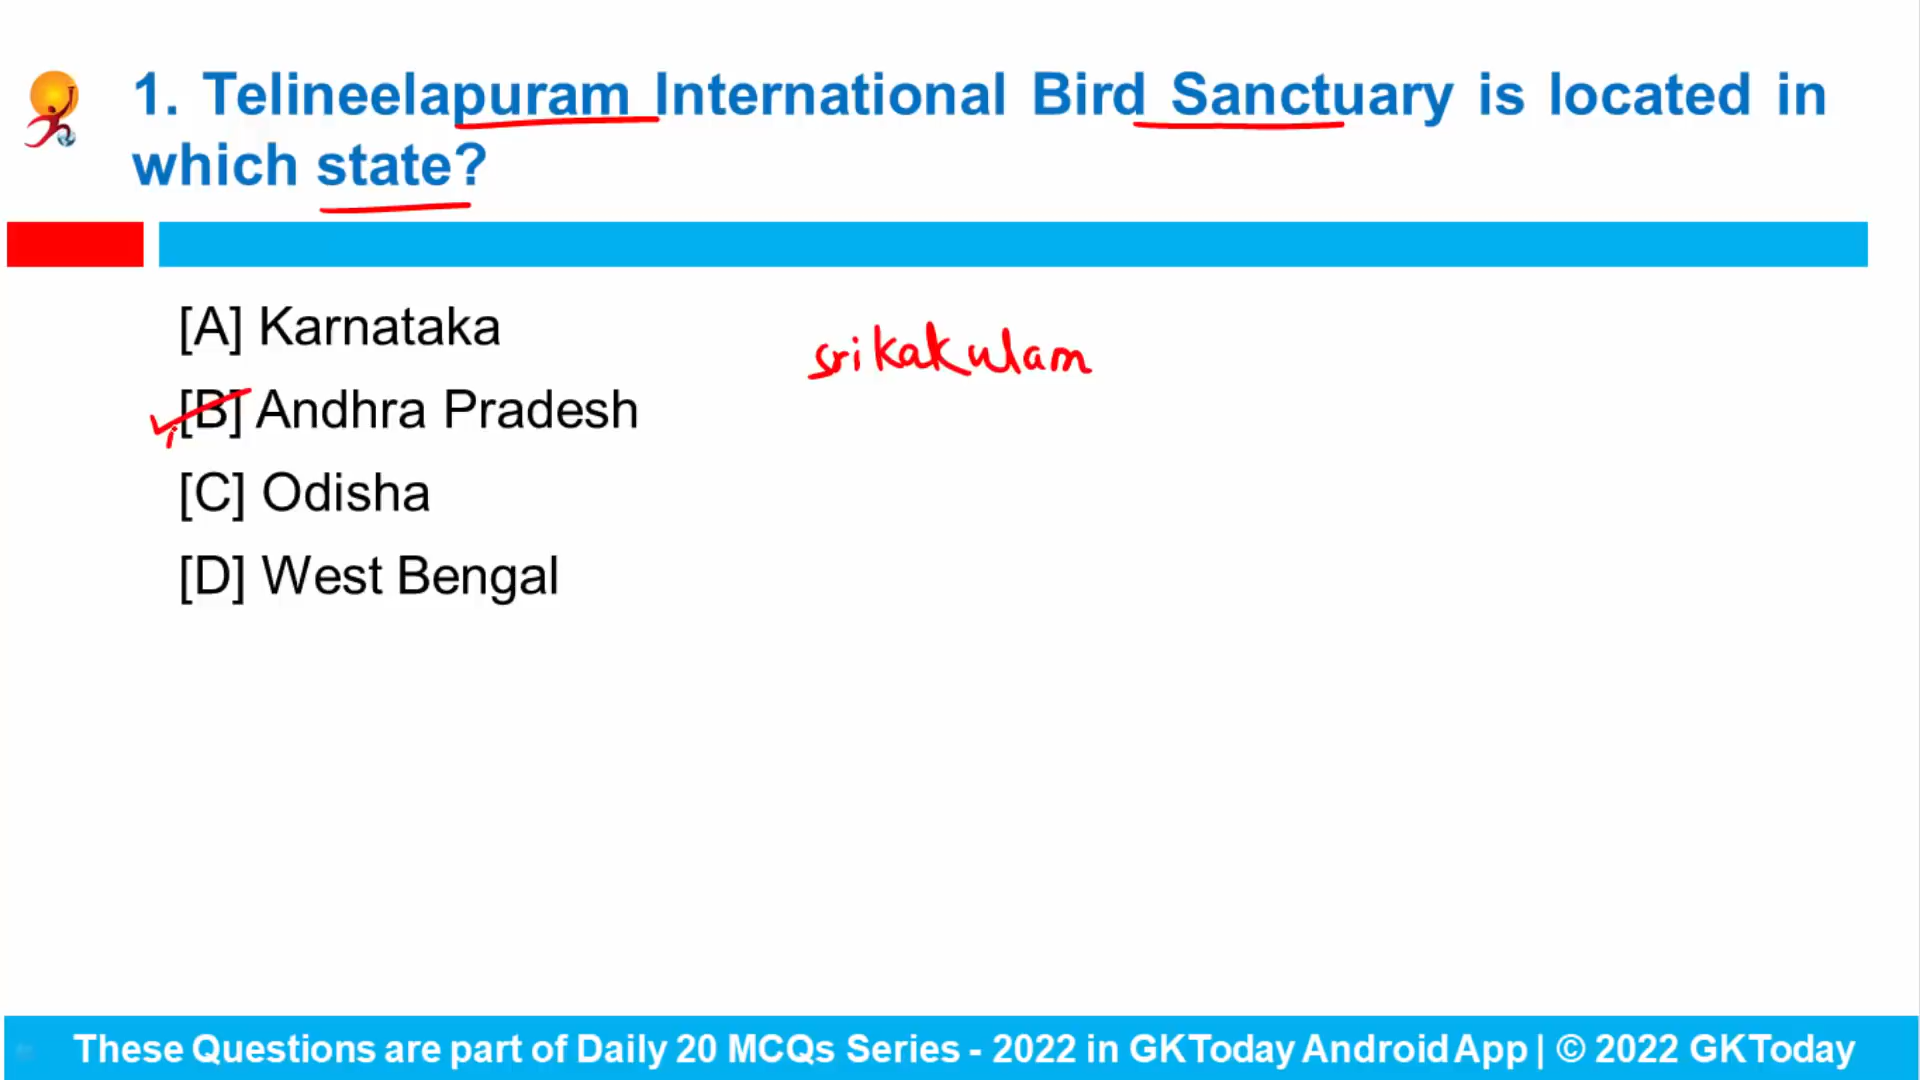 1. Telineelapuram International Bird Sanctuary is located in
which state?
[A] Karnataka
srikakulam
[B] Andhra Pradesh
[C] Odisha
[D] West Bengal
These Questions are part of Daily 20 MCQs Series - 2022 in GKToday Android App | © 2022 GKToday